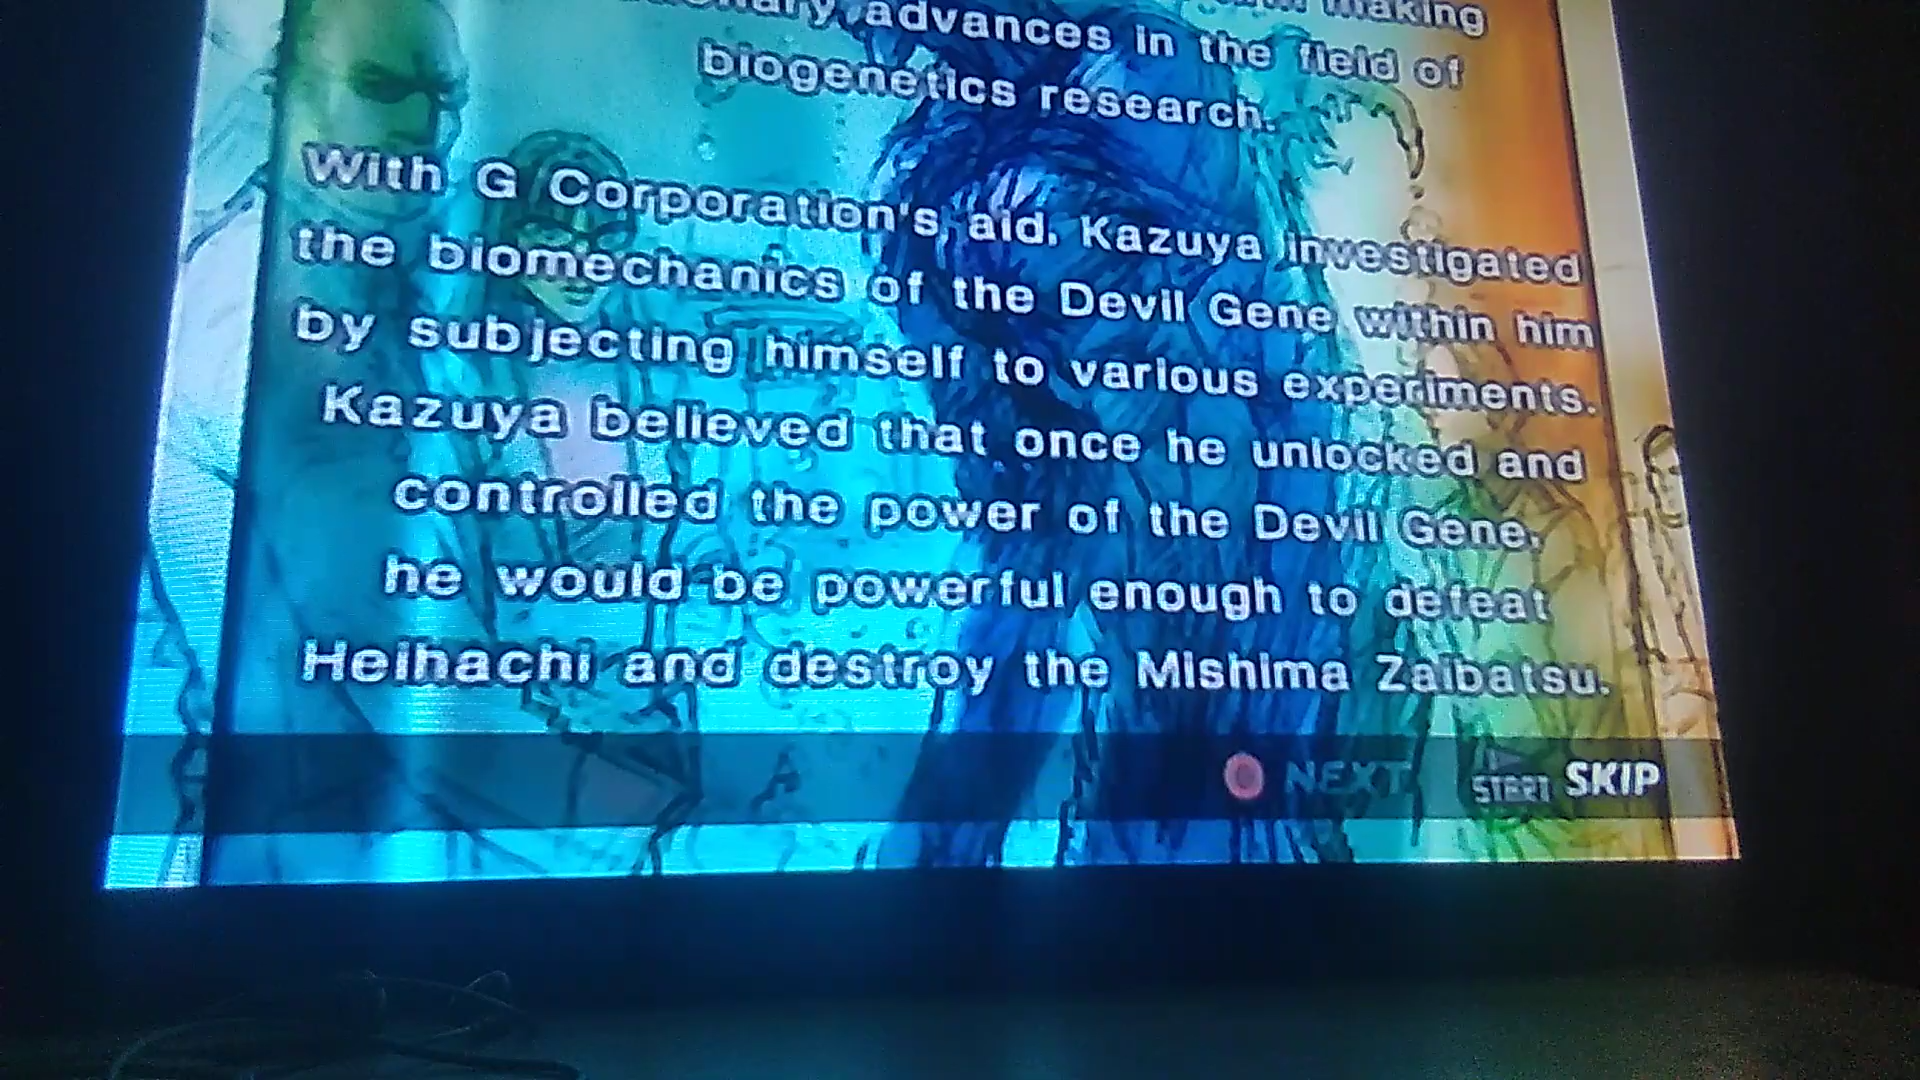 making
advances in the field of
biogenetics research.
With G Corporation's aid, Kazuya investigated
the biomechanics of the Devil Gene within him
by subjecting himself to various experiments.
Kazuya believed that once he unlocked and
controlled the power of the Devil Gene,
he would be powerful enough to defeat
Heihachi and destroy the Mishima Zaibatsu.
NEXT START SKIP